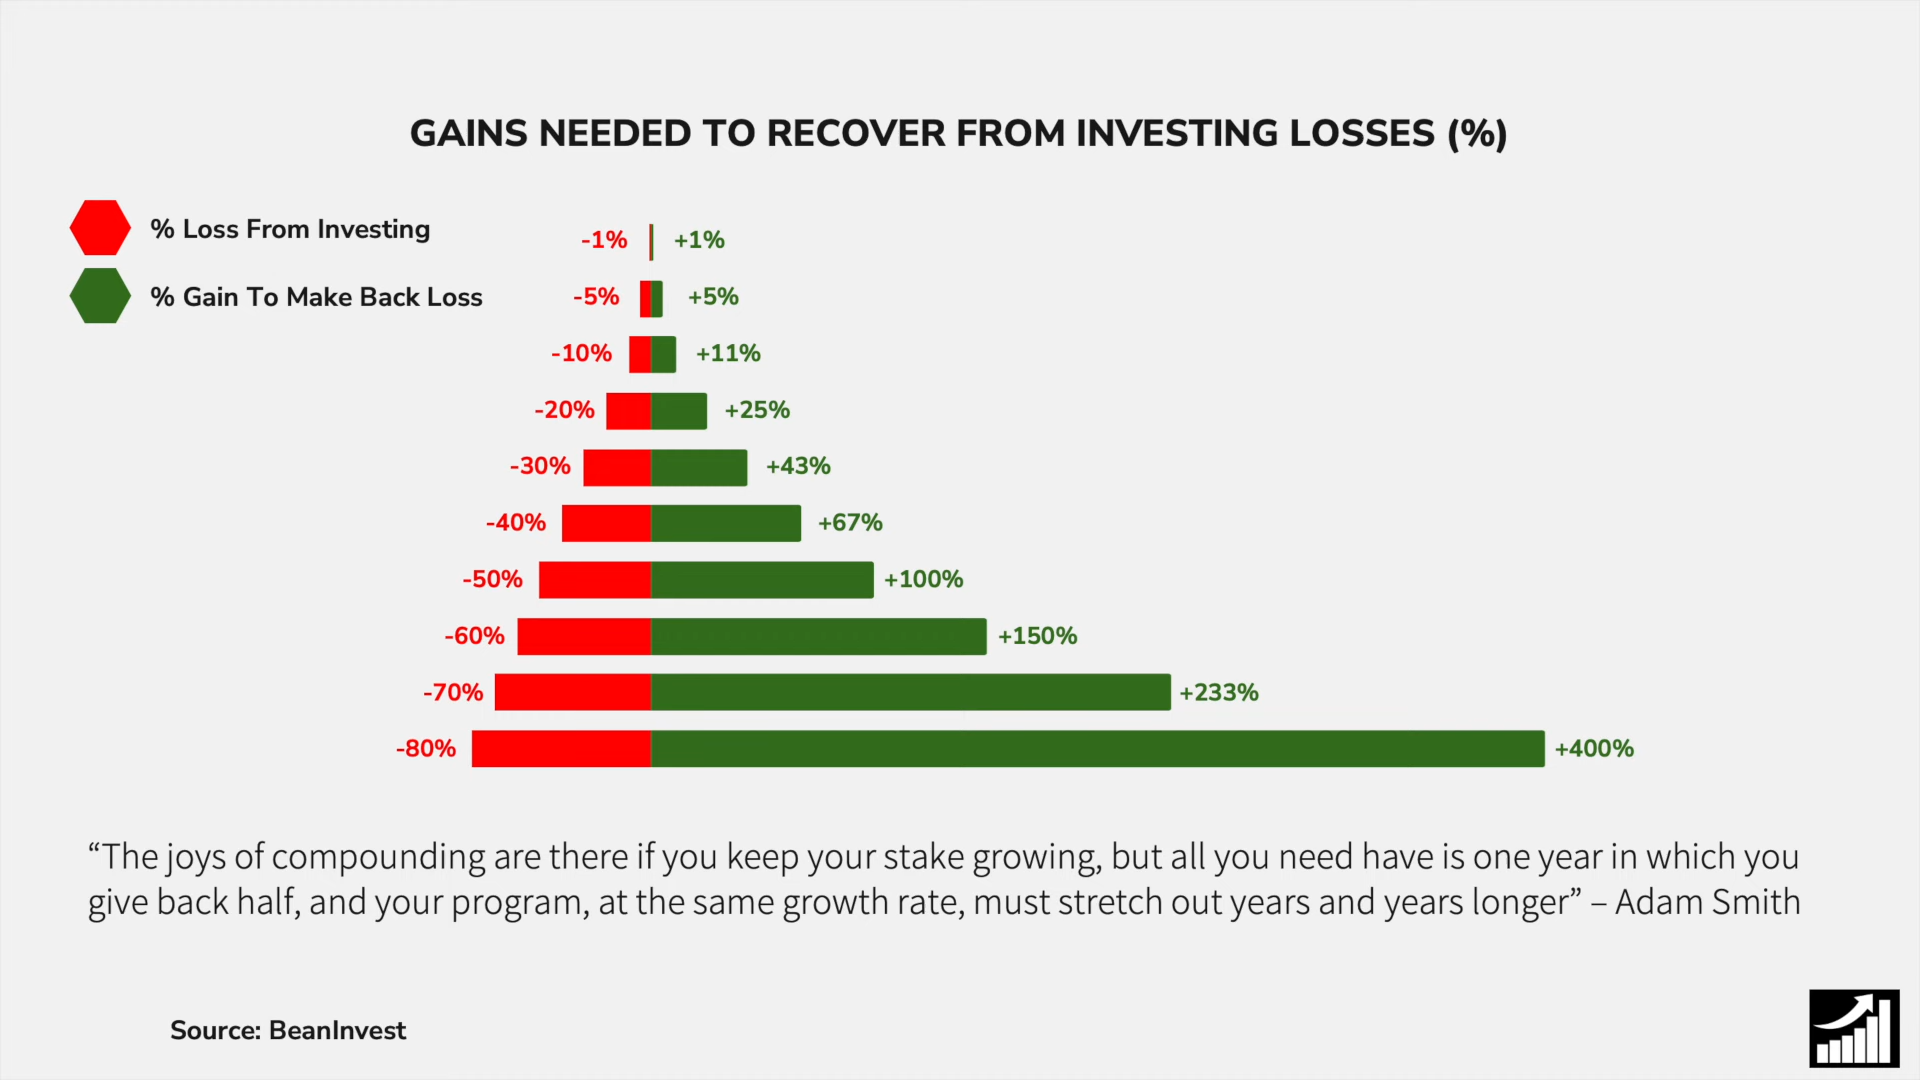 GAINS NEEDED TO RECOVER FROM INVESTING LOSSES (%)
% Loss From Investing
% Gain To Make Back Loss
-1% +1%
-5% +5%
-10% +11%
-20% +25%
-30% +43%
-40% +67%
-50% +100%
-60% +150%
-70% +233%
-80% +400%
“The joys of compounding are there if you keep your stake growing, but all you need have is one year in which you
give back half, and your program, at the same growth rate, must stretch out years and years longer” – Adam Smith
Source: BeanInvest